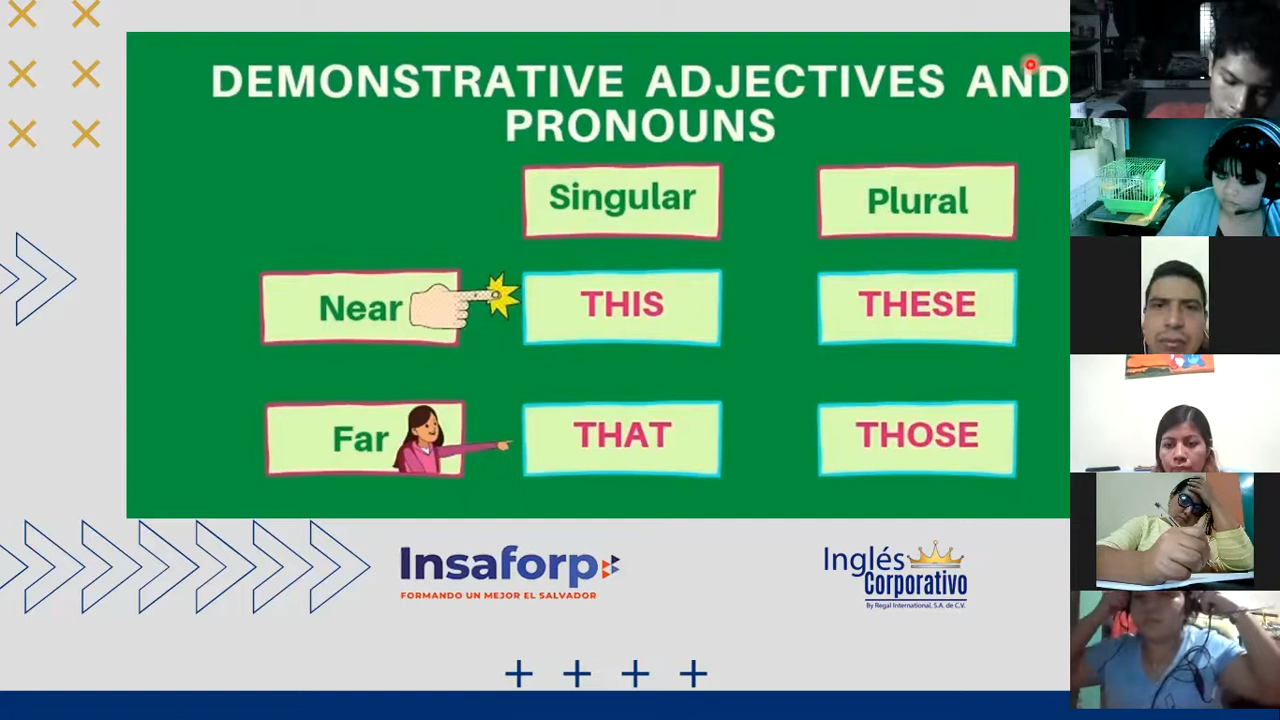 DEMONSTRATIVE ADJECTIVES AND
PRONOUNS
Singular
Plural
Near
THIS
THESE
Far
THAT
THOSE
Insaforp
FORMANDO UN MEJOR EL SALVADOR
Inglés
Corporativo
By Regal International, S.A. de C.V.